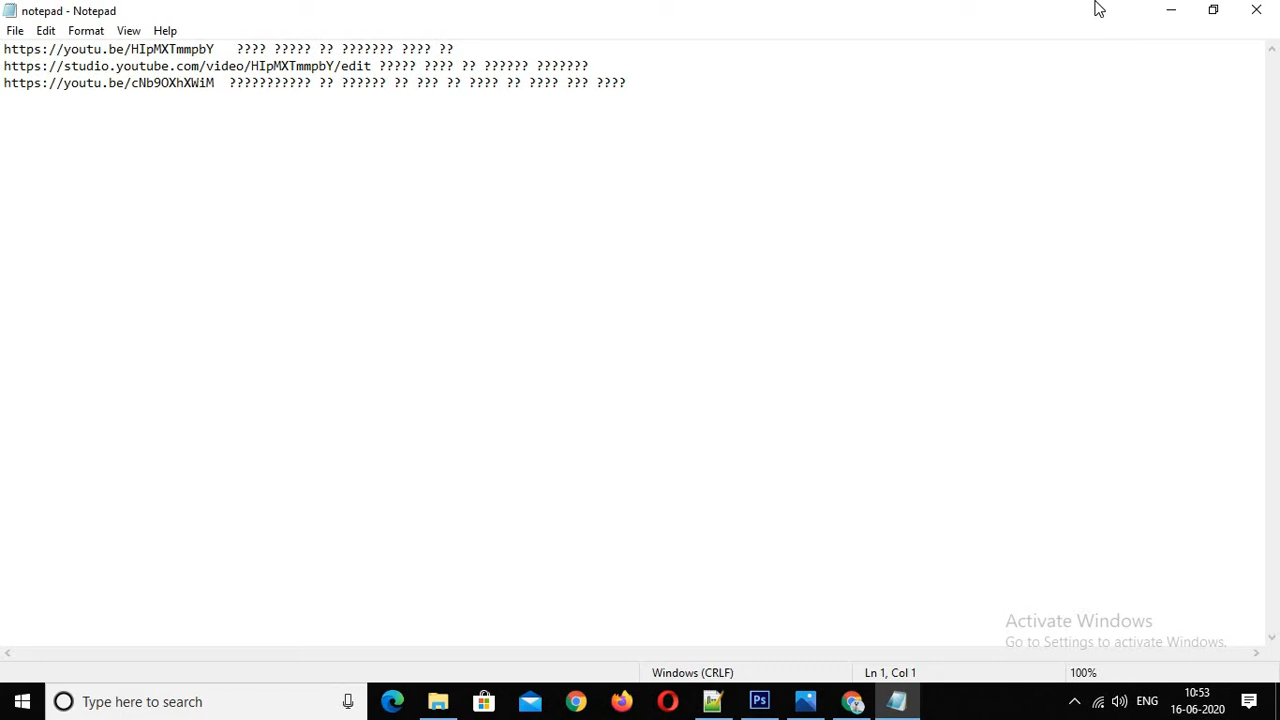 notepad - Notepad
File Edit Format View Help
https://youtu.be/HIpMXTmmpbY ???? ????? ?? ??????? ???? ??
https://studio.youtube.com/video/HIpMXTmmpbY/edit ????? ???? ?? ?????? ???????
https://youtu.be/cNb9OXhXWiM ??????????? ?? ?????? ?? ??? ?? ???? ?? ???? ??? ????
Activate Windows
Go to Settings to activate Windows.
Windows (CRLF) Ln 1, Col 1 100%
Type here to search
Ps
ENG
10:53
16-06-2020